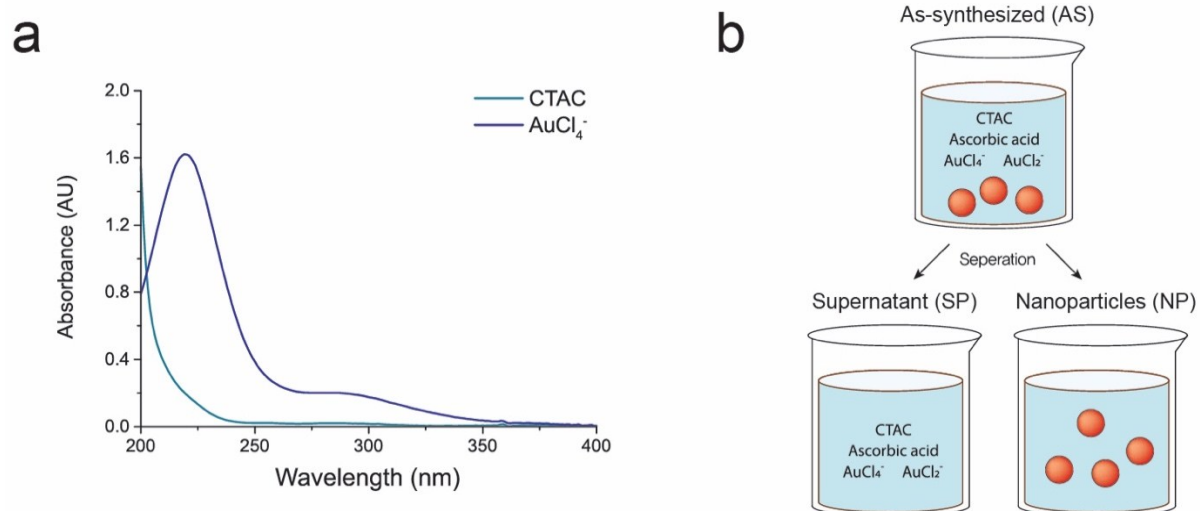 a
2.0
1.6
1.2
0.8
0.4
0.0
200
250
300
350
400
Absorbance (AU)
Wavelength (nm)
CTAC
AuCl₄⁻
b
As-synthesized (AS)
CTAC
Ascorbic acid
AuCl₄⁻ AuCl₂⁻
Seperation
Supernatant (SP)
CTAC
Ascorbic acid
AuCl₄⁻ AuCl₂⁻
Nanoparticles (NP)